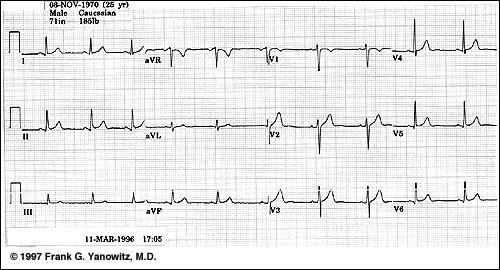 08-NOV-1970 (25 yr)
Male Caucasian
71in 185lb
I aVR V1 V4
II aVL V2 V5
III aVF V3 V6
11-MAR-1996 17:05
© 1997 Frank G. Yanowitz, M.D.